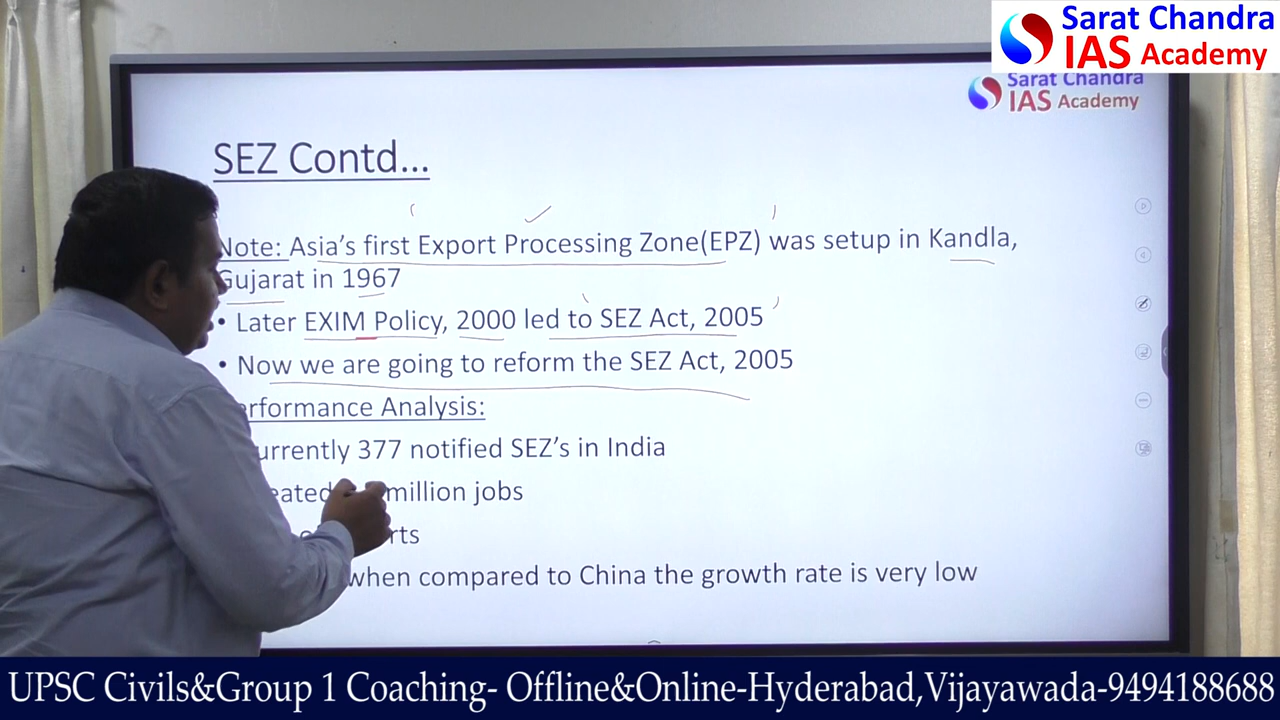 Sarat Chandra
IAS Academy
Sarat Chandra
IAS Academy
SEZ Contd...
Note: Asia's first Export Processing Zone(EPZ) was setup in Kandla,
Gujarat in 1967
• Later EXIM Policy, 2000 led to SEZ Act, 2005
• Now we are going to reform the SEZ Act, 2005
Performance Analysis:
377 notified SEZ's in India
million jobs
when compared to China the growth rate is very low
UPSC Civils&Group 1 Coaching- Offline&Online-Hyderabad,Vijayawada-9494188688